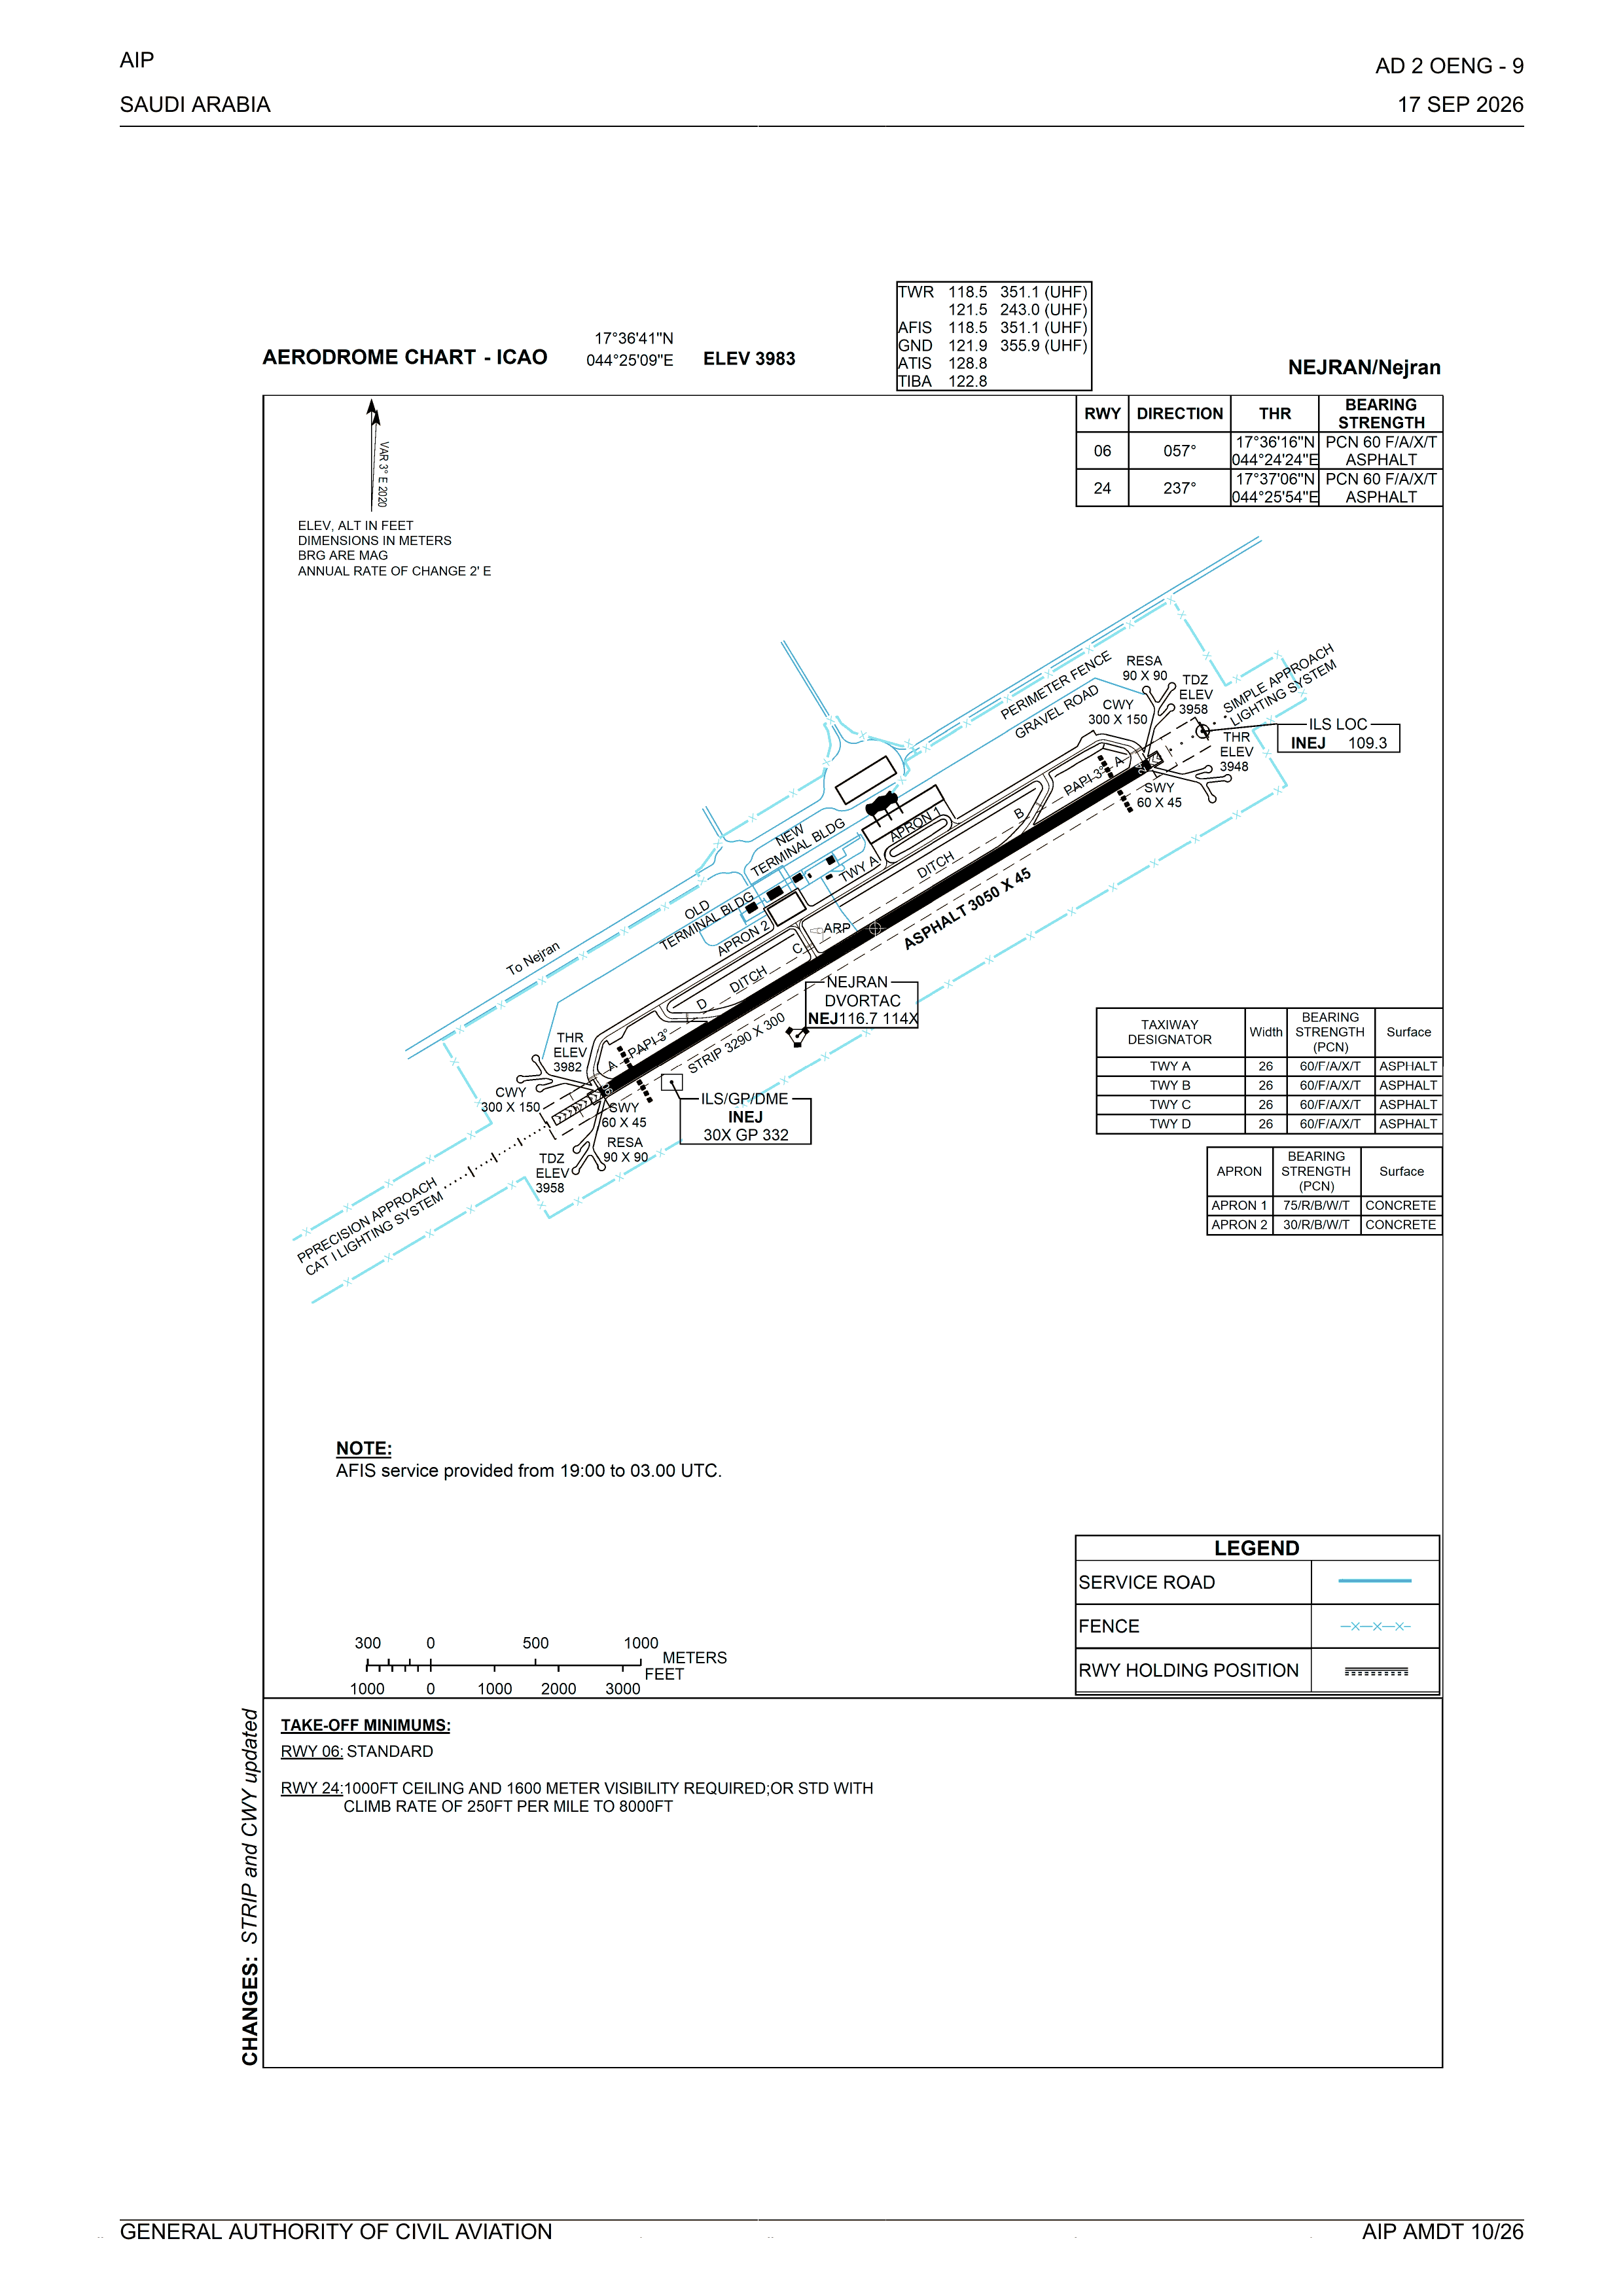 AIP
AD 2 OENG - 9
SAUDI ARABIA
17 SEP 2026
TWR 118.5 351.1 (UHF)
121.5 243.0 (UHF)
AFIS 118.5 351.1 (UHF)
GND 121.9 355.9 (UHF)
ATIS 128.8
TIBA 122.8
AERODROME CHART - ICAO
17°36'41"N
044°25'09"E
ELEV 3983
NEJRAN/Nejran
RWY DIRECTION THR BEARING STRENGTH
06 057° 17°36'16"N 044°24'24"E PCN 60 F/A/X/T ASPHALT
24 237° 17°37'06"N 044°25'54"E PCN 60 F/A/X/T ASPHALT
VAR 3° E 2020
ELEV, ALT IN FEET
DIMENSIONS IN METERS
BRG ARE MAG
ANNUAL RATE OF CHANGE 2' E
PERIMETER FENCE
GRAVEL ROAD
RESA
90 X 90
CWY
300 X 150
TDZ
ELEV
3958
SIMPLE APPROACH
LIGHTING SYSTEM
THR
ELEV
3948
ILS LOC
INEJ 109.3
SWY
60 X 45
PAPI 3°
A
B
APRON 1
NEW
TERMINAL BLDG
TWY A
DITCH
OLD
TERMINAL BLDG
APRON 2
C
ARP
ASPHALT 3050 X 45
To Nejran
DITCH
D
NEJRAN
DVORTAC
NEJ116.7 114X
STRIP 3290 X 300
PAPI-3°
A
THR
ELEV
3982
CWY
300 X 150
SWY
60 X 45
RESA
90 X 90
TDZ
ELEV
3958
ILS/GP/DME
INEJ
30X GP 332
PPRECISION APPROACH
CAT I LIGHTING SYSTEM
TAXIWAY DESIGNATOR Width BEARING STRENGTH (PCN) Surface
TWY A 26 60/F/A/X/T ASPHALT
TWY B 26 60/F/A/X/T ASPHALT
TWY C 26 60/F/A/X/T ASPHALT
TWY D 26 60/F/A/X/T ASPHALT
APRON BEARING STRENGTH (PCN) Surface
APRON 1 75/R/B/W/T CONCRETE
APRON 2 30/R/B/W/T CONCRETE
NOTE:
AFIS service provided from 19:00 to 03.00 UTC.
LEGEND
SERVICE ROAD
FENCE
RWY HOLDING POSITION
300 0 500 1000
METERS
FEET
1000 0 1000 2000 3000
TAKE-OFF MINIMUMS:
RWY 06: STANDARD
RWY 24:1000FT CEILING AND 1600 METER VISIBILITY REQUIRED;OR STD WITH
CLIMB RATE OF 250FT PER MILE TO 8000FT
CHANGES: STRIP and CWY updated
GENERAL AUTHORITY OF CIVIL AVIATION
AIP AMDT 10/26